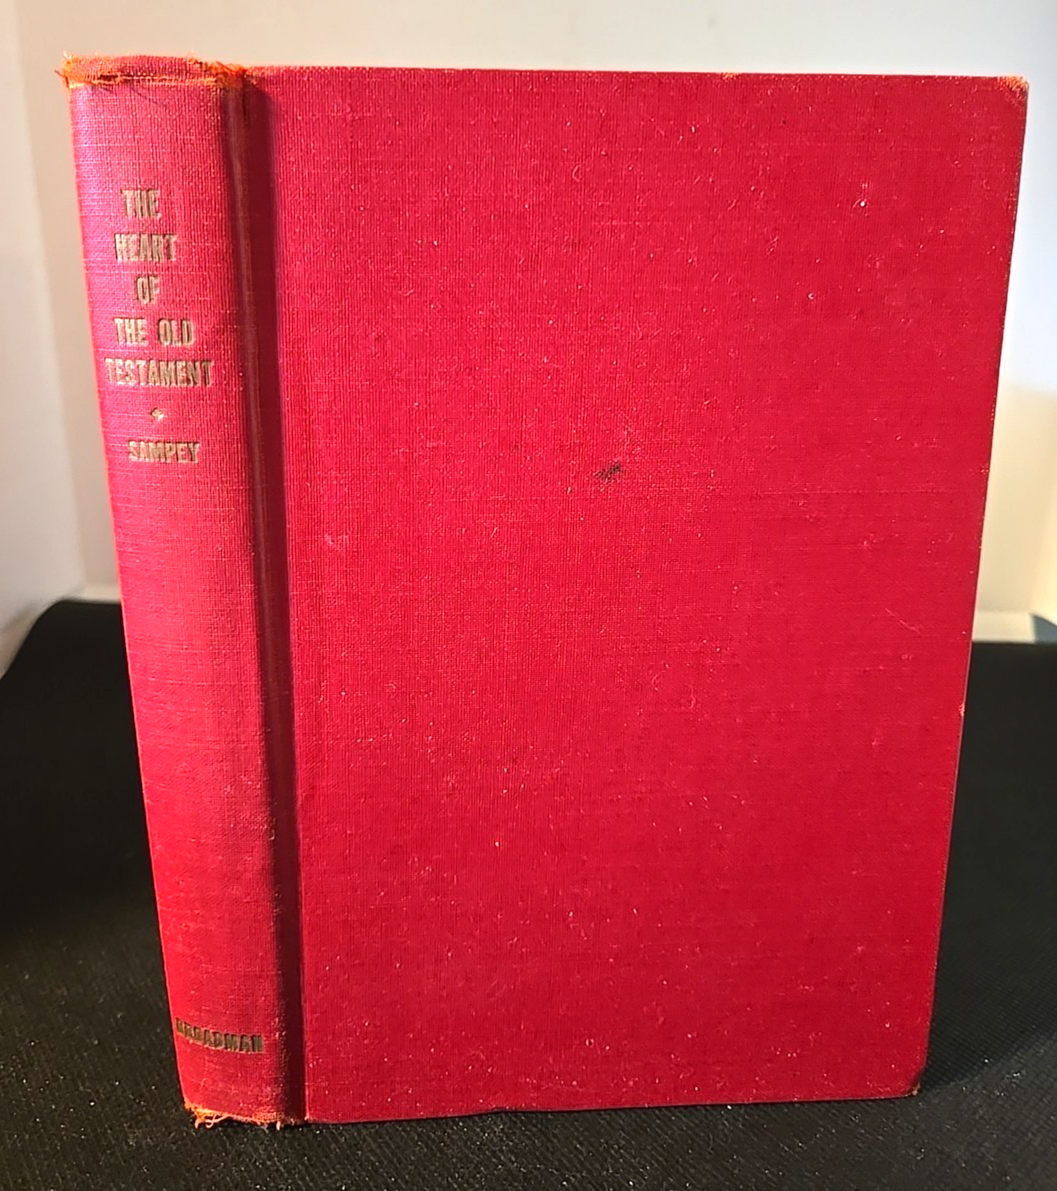 THE
HEART
OF
THE OLD
TESTAMENT
SAMPEY
BROADMAN